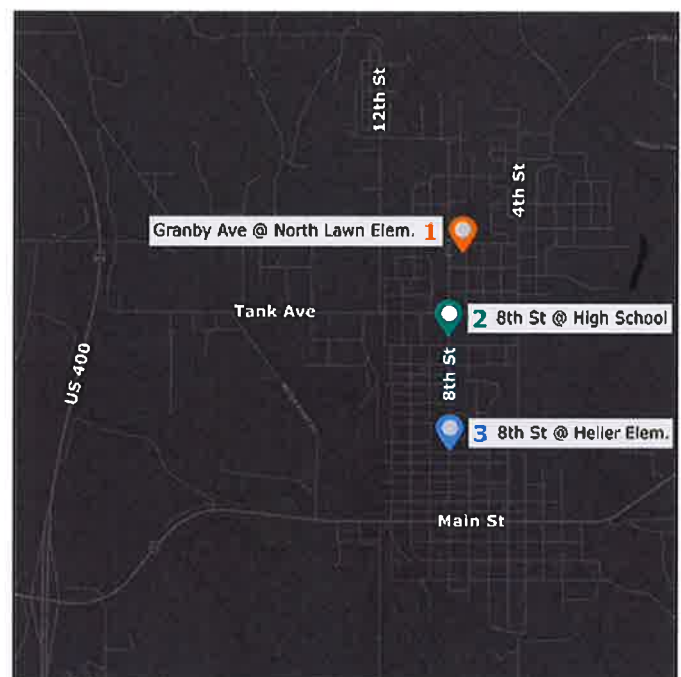 12th St
4th St
Granby Ave @ North Lawn Elem. 1
Tank Ave
2 8th St @ High School
US 400
8th St
3 8th St @ Heller Elem.
Main St